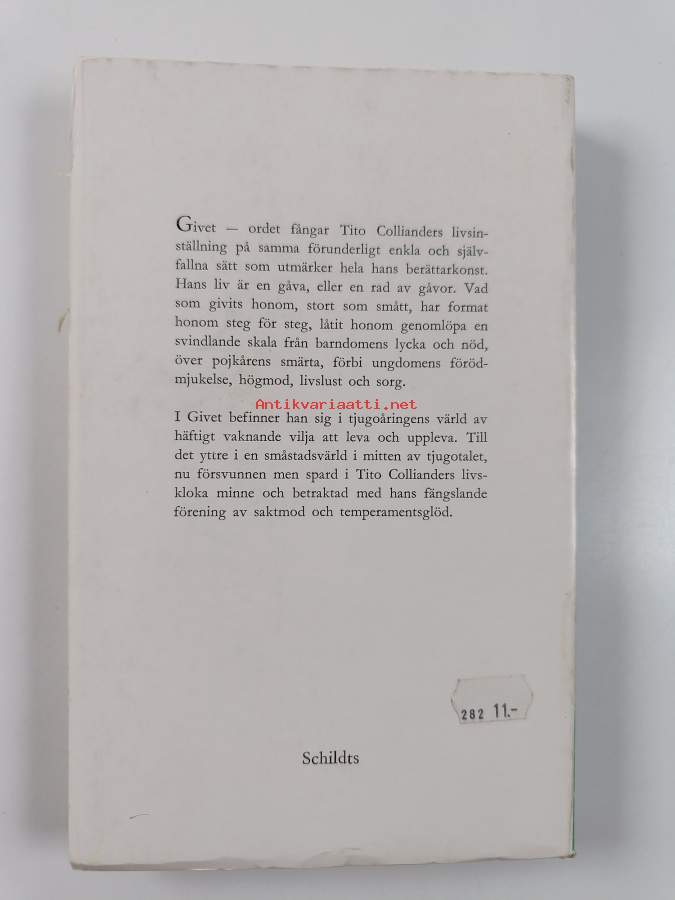 Givet — ordet fångar Tito Collianders livsin-
ställning på samma förunderligt enkla och själv-
fallna sätt som utmärker hela hans berättarkonst.
Hans liv är en gåva, eller en rad av gåvor. Vad
som givits honom, stort som smått, har format
honom steg för steg, låtit honom genomlöpa en
svindlande skala från barndomens lycka och nöd,
över pojkårens smärta, förbi ungdomens föröd-
mjukelse, högmod, livslust och sorg.
Antikvariaatti.net
I Givet befinner han sig i tjugoåringens värld av
häftigt vaknande vilja att leva och uppleva. Till
det yttre i en småstadsvärld i mitten av tjugotalet,
nu försvunnen men spard i Tito Collianders livs-
kloka minne och betraktad med hans fängslande
förening av saktmod och temperamentsglöd.
282 11.-
Schildts